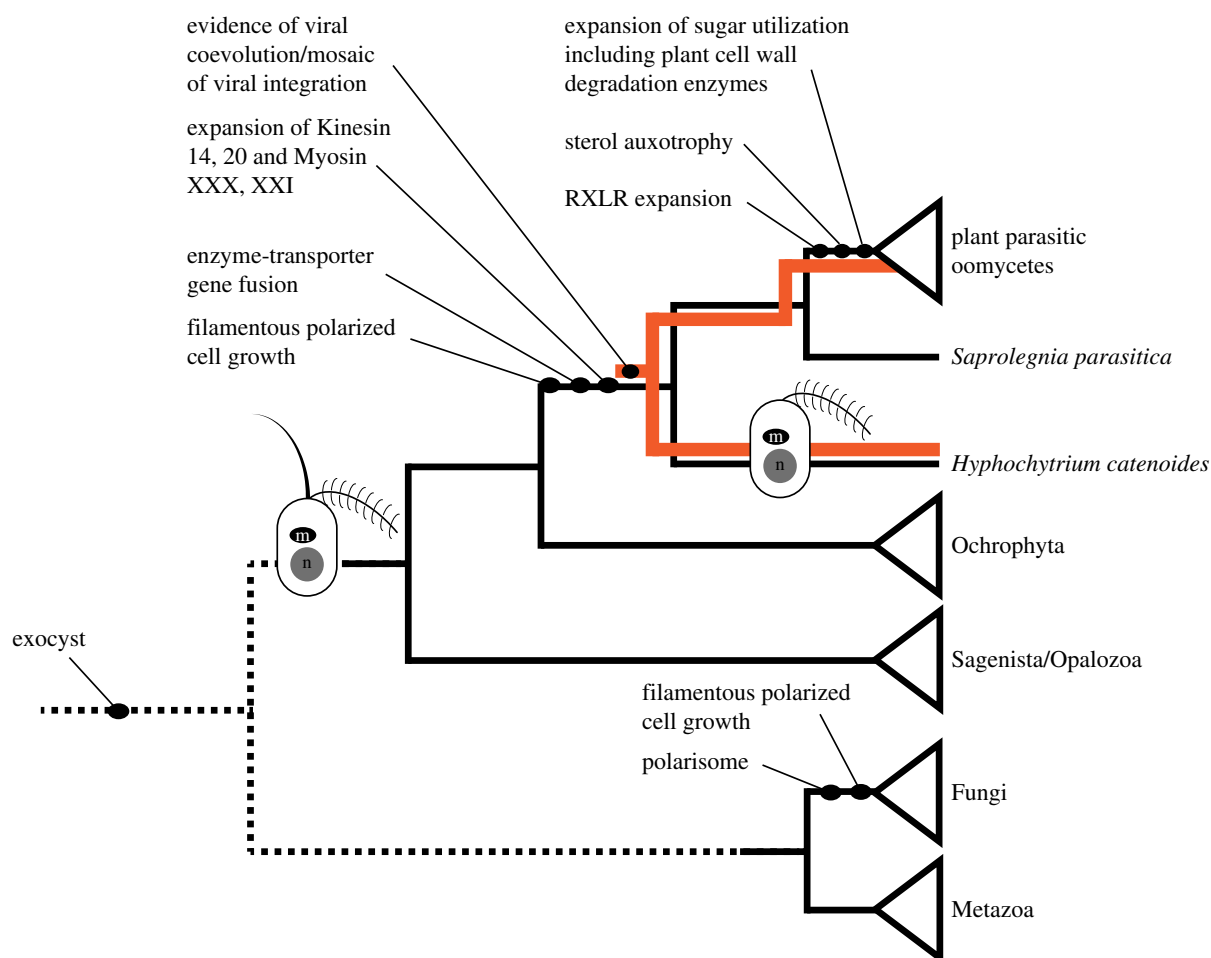 evidence of viral
coevolution/mosaic
of viral integration
expansion of Kinesin
14, 20 and Myosin
XXX, XXI
enzyme-transporter
gene fusion
filamentous polarized
cell growth
expansion of sugar utilization
including plant cell wall
degradation enzymes
sterol auxotrophy
RXLR expansion
plant parasitic
oomycetes
Saprolegnia parasitica
m
n
Hyphochytrium catenoides
m
n
Ochrophyta
exocyst
Sagenista/Opalozoa
filamentous polarized
cell growth
polarisome
Fungi
Metazoa